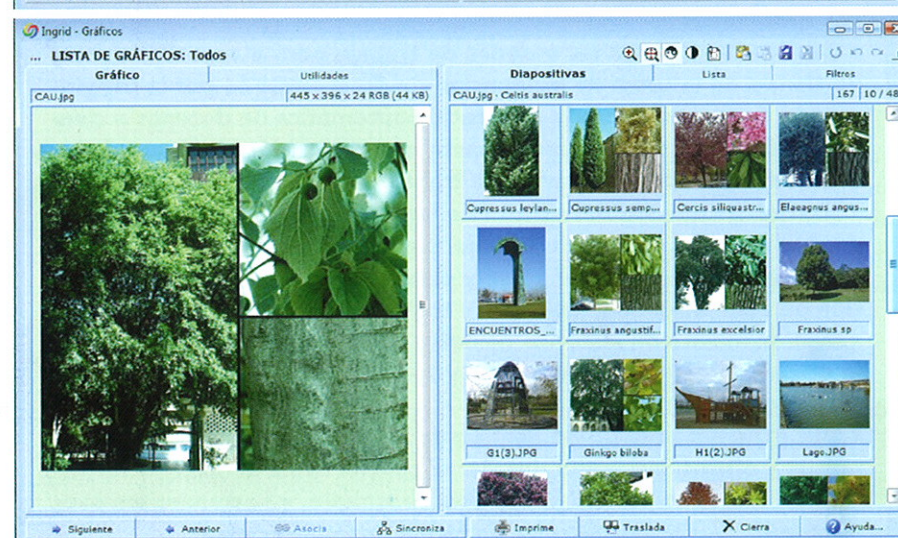 Ingrid - Gráficos
... LISTA DE GRÁFICOS: Todos
Gráfico
Utilidades
Diapositivas
Lista
Filtros
CAU.jpg
445 x 396 x 24 RGB (44 KB)
CAU.jpg - Celtis australis
167
10 / 48
Cupressus leylan...
Cupressus semp...
Cercis siliquastr...
Elaeagnus angus...
ENCUENTROS_...
Fraxinus angustif...
Fraxinus excelsior
Fraxinus sp
G1(3).JPG
Ginkgo biloba
H1(2).JPG
Lago.JPG
Siguiente
Anterior
Asocia
Sincroniza
Imprime
Traslada
Cierra
Ayuda...